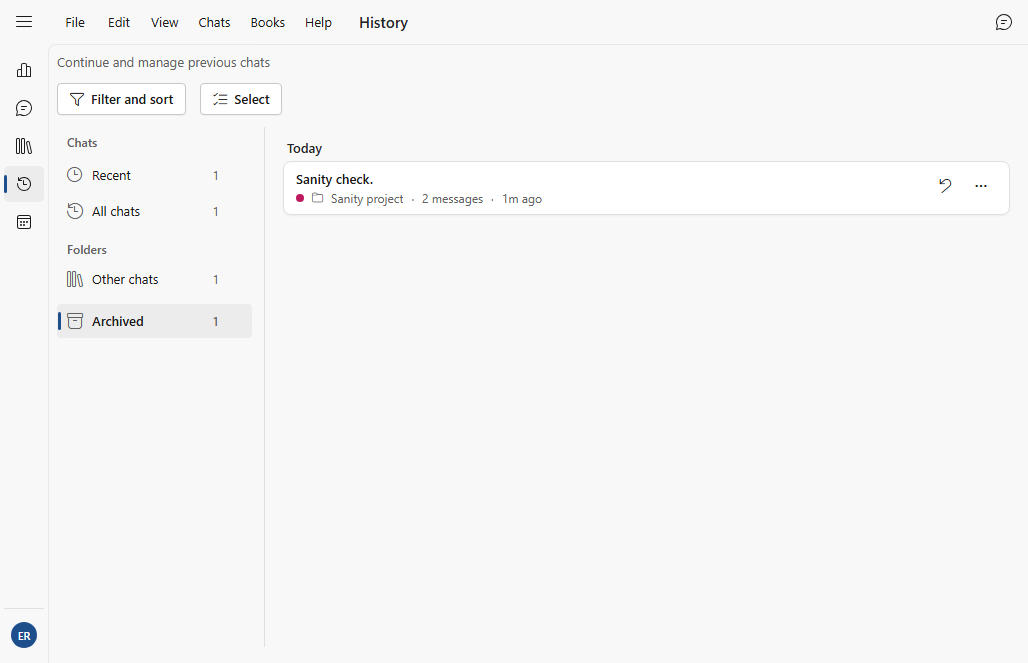 File Edit View Chats Books Help History
Continue and manage previous chats
Filter and sort Select
Chats
Recent 1
All chats 1
Folders
Other chats 1
Archived 1
Today
Sanity check.
Sanity project · 2 messages · 1m ago
ER